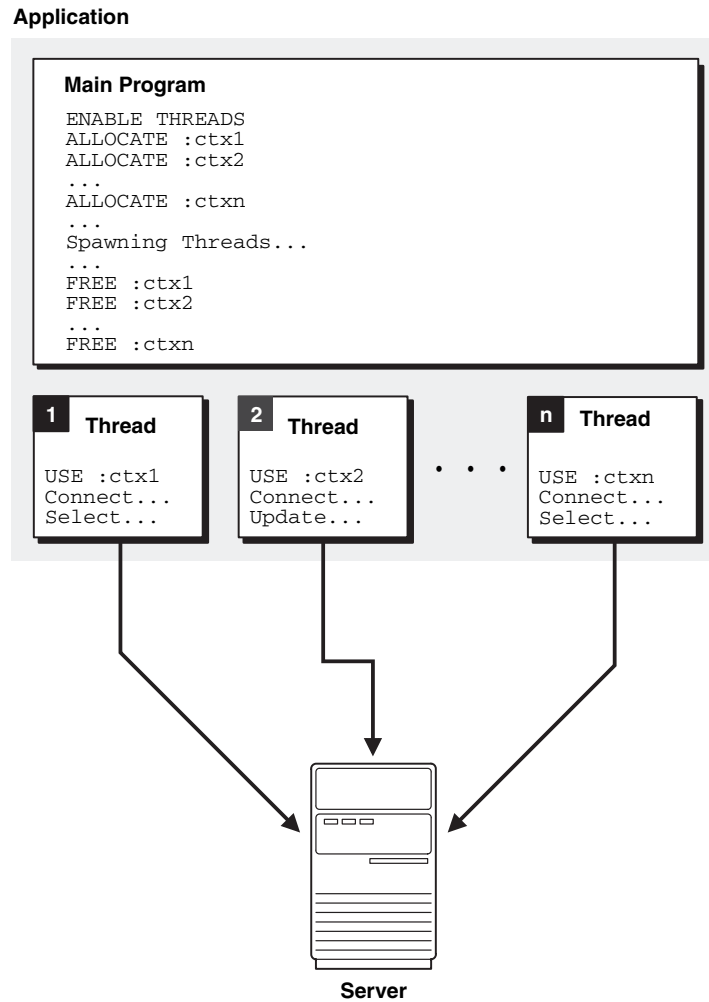 Application
Main Program
ENABLE THREADS
ALLOCATE :ctx1
ALLOCATE :ctx2
...
ALLOCATE :ctxn
...
Spawning Threads...
...
FREE :ctx1
FREE :ctx2
...
FREE :ctxn
1 Thread
USE :ctx1
Connect...
Select...
2 Thread
USE :ctx2
Connect...
Update...
. . .
n Thread
USE :ctxn
Connect...
Select...
Server